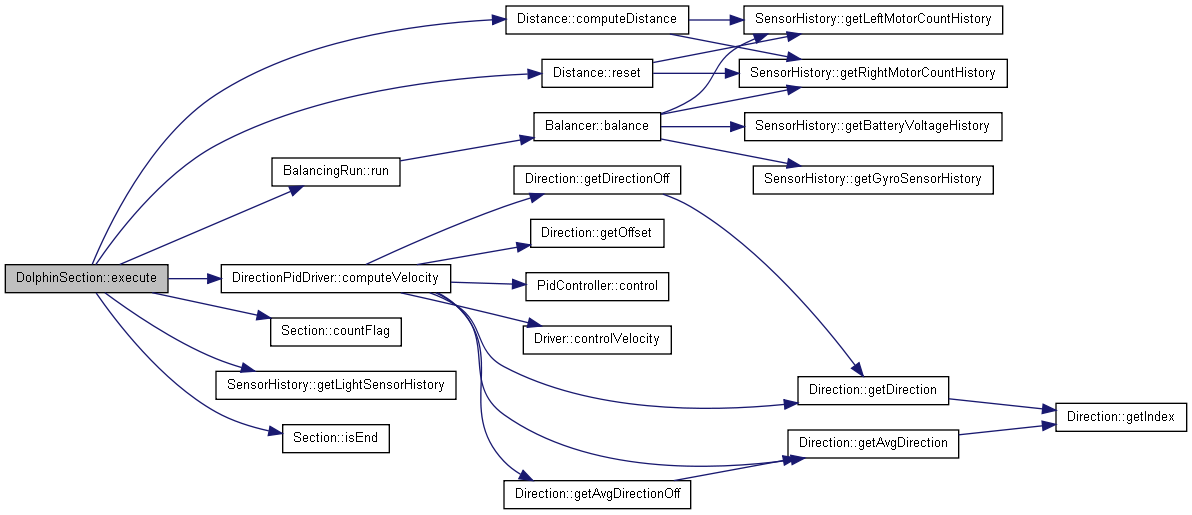 Distance::computeDistance
SensorHistory::getLeftMotorCountHistory
Distance::reset
SensorHistory::getRightMotorCountHistory
Balancer::balance
SensorHistory::getBatteryVoltageHistory
BalancingRun::run
Direction::getDirectionOff
SensorHistory::getGyroSensorHistory
Direction::getOffset
DolphinSection::execute
DirectionPidDriver::computeVelocity
PidController::control
Section::countFlag
Driver::controlVelocity
SensorHistory::getLightSensorHistory
Direction::getDirection
Direction::getIndex
Section::isEnd
Direction::getAvgDirection
Direction::getAvgDirectionOff